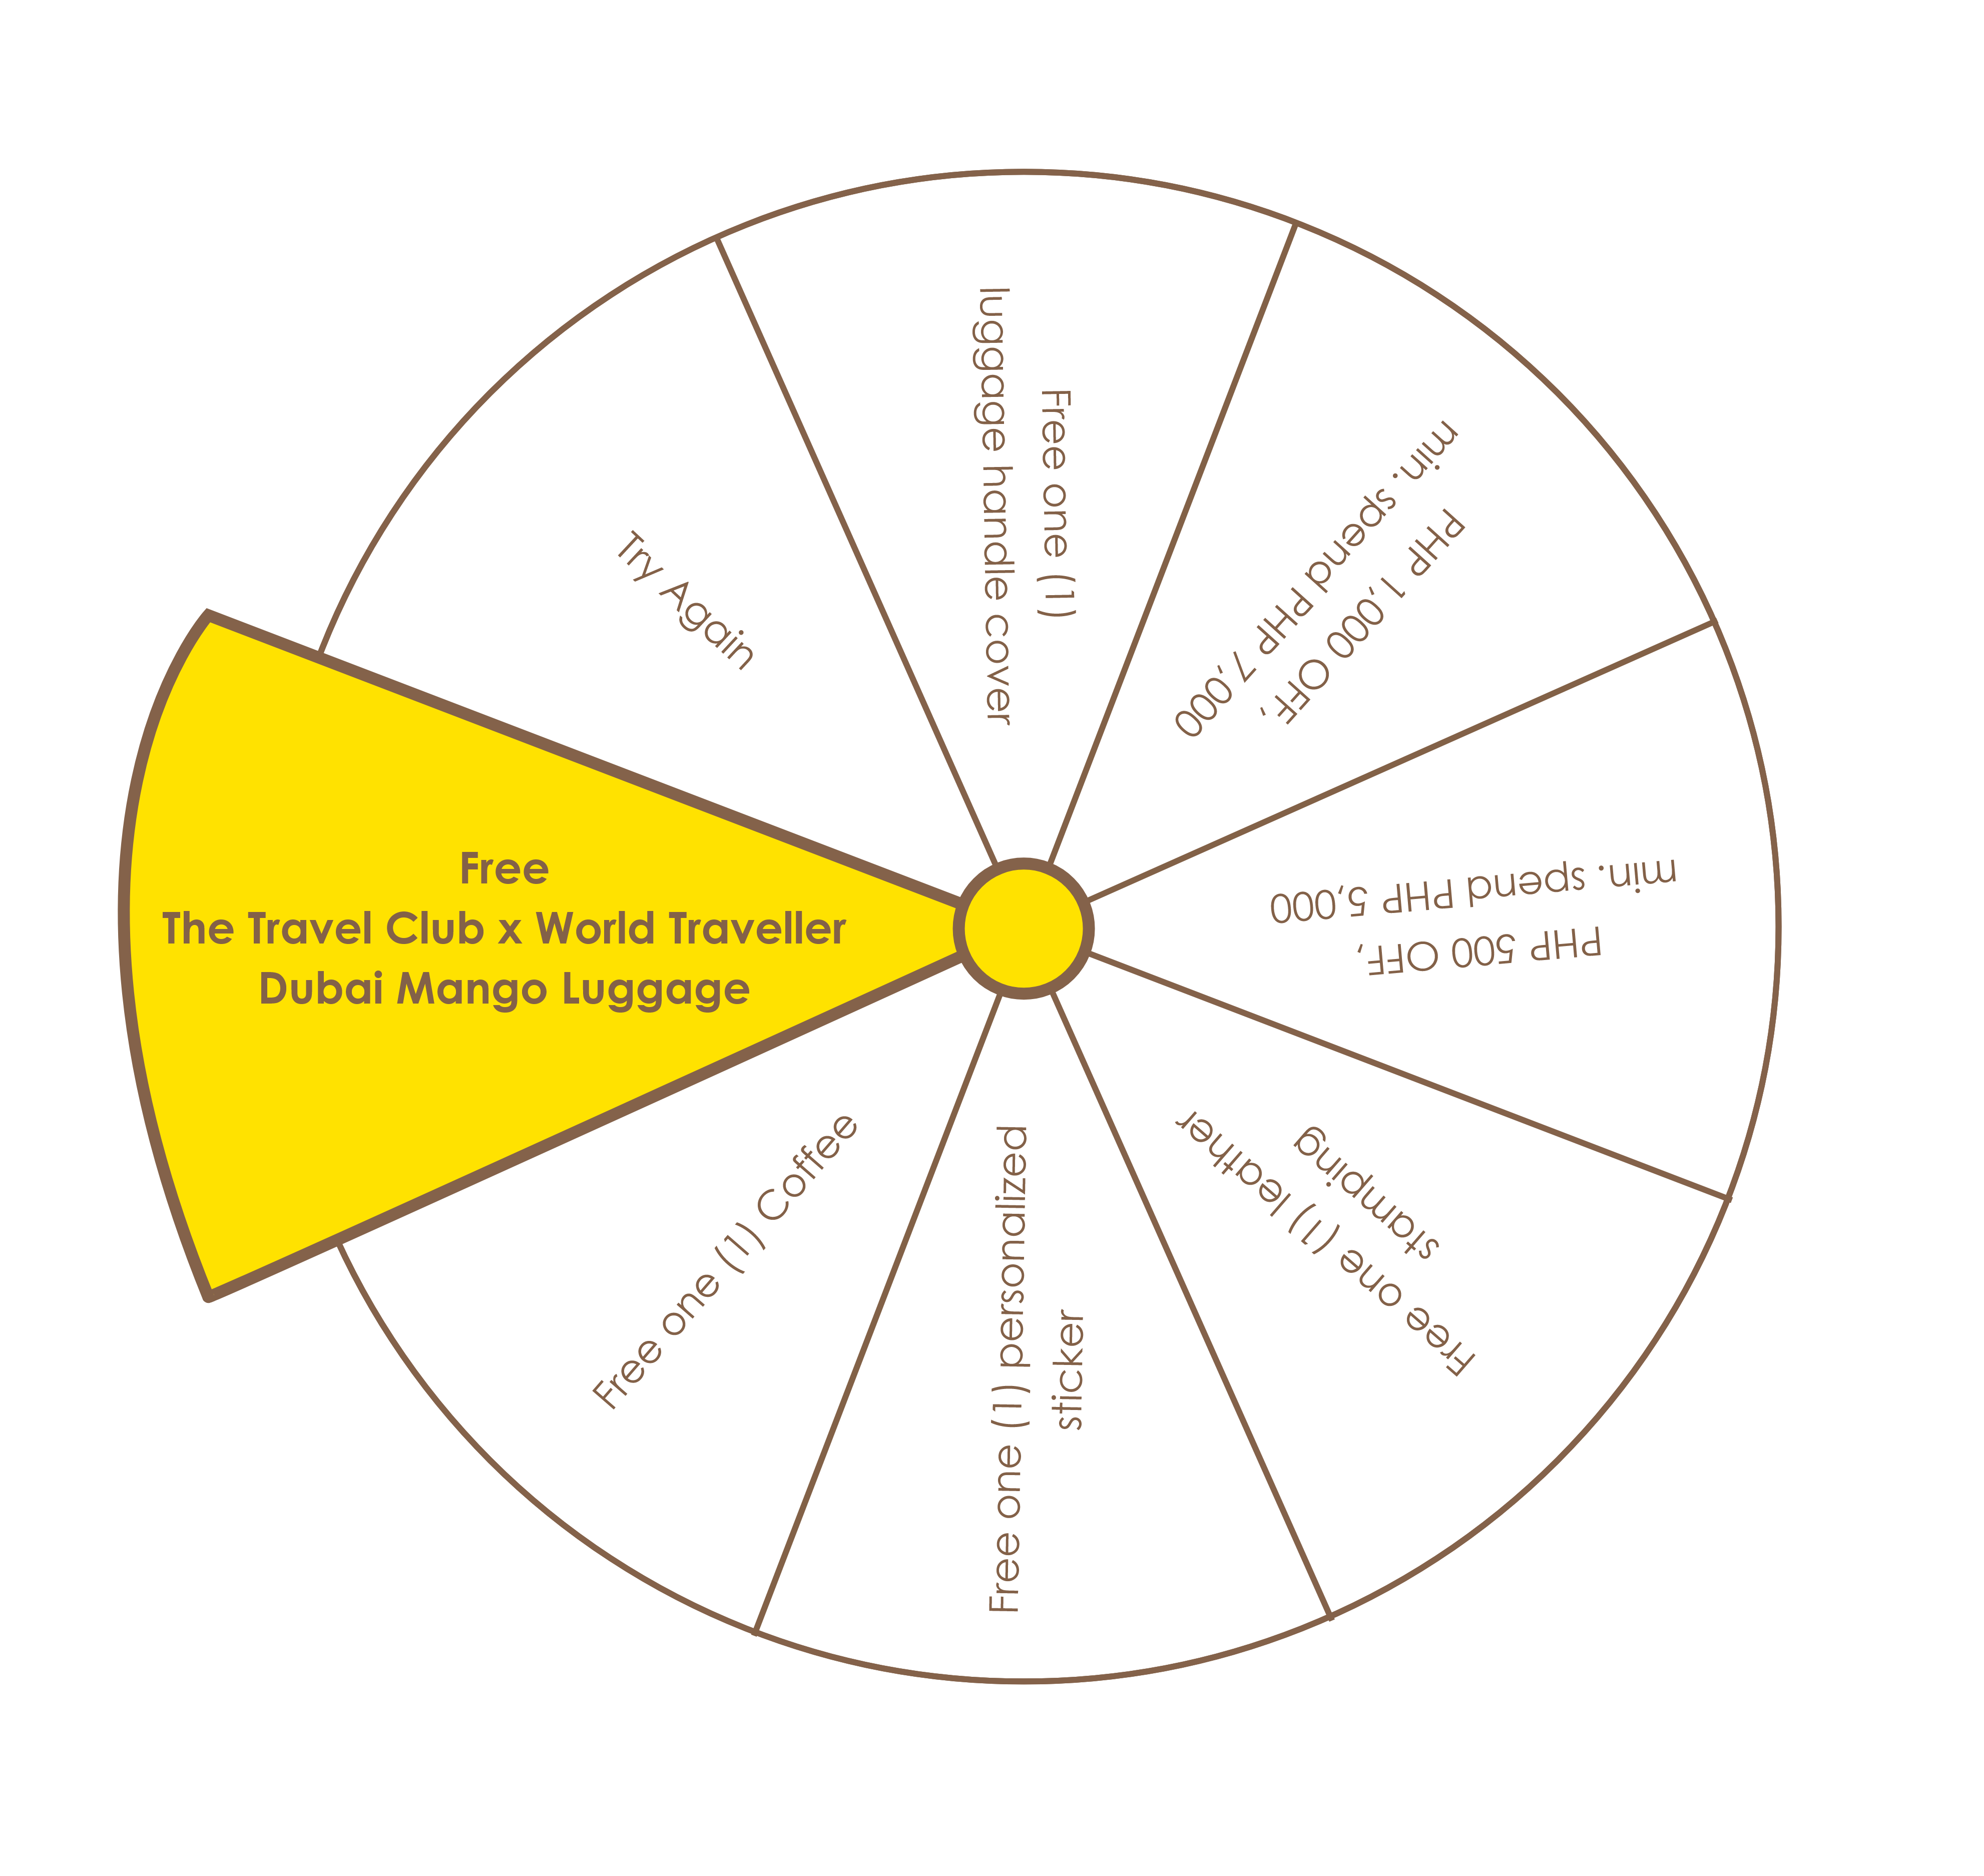 Free
The Travel Club x World Traveller
Dubai Mango Luggage
Try Again
Free one (1)
luggage handle cover
PHP 1,000 OFF,
min. spend PHP 7,000
PHP 500 OFF,
min. spend PHP 5,000
Free one (1) leather
stampling
Free one (1) personalized
sticker
Free one (1) Coffee